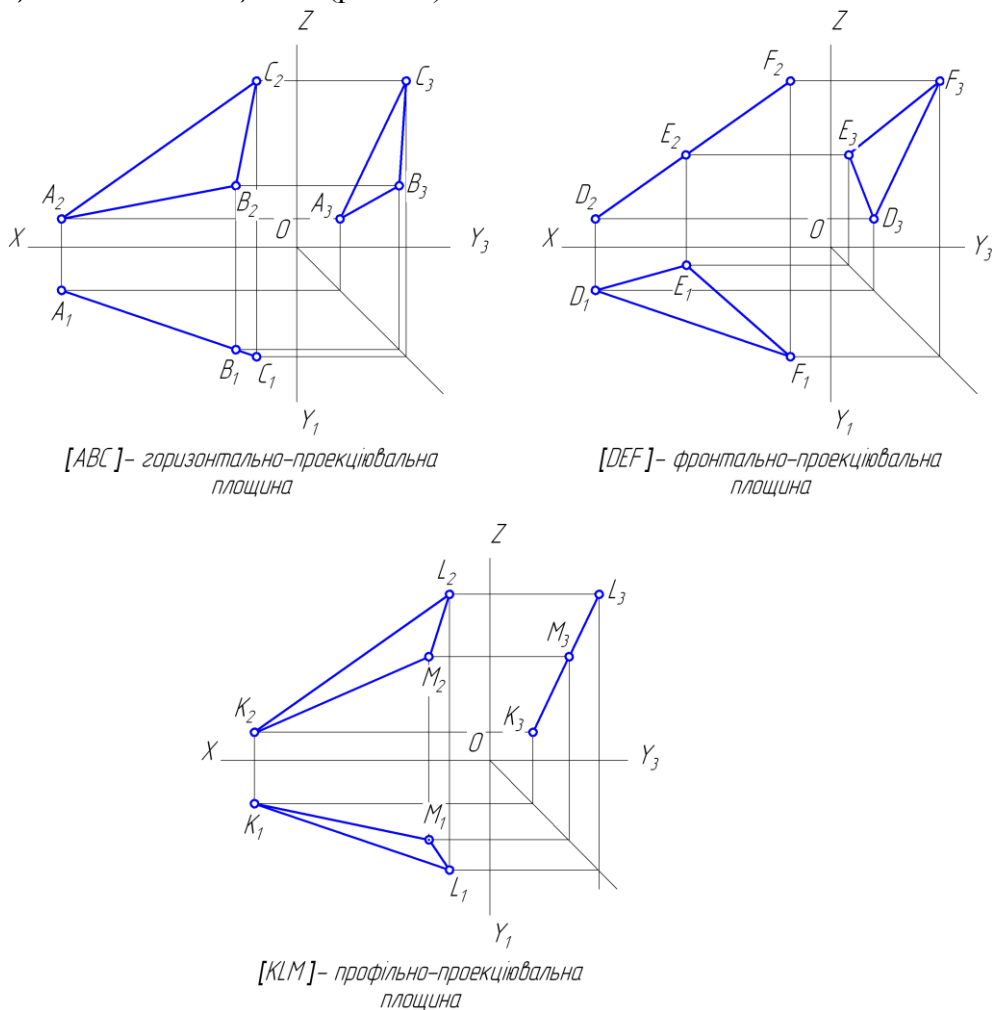 Z
C₂ C₃
B₂ B₃
A₂ A₃
O
X Y₃
A₁
B₁ C₁
Y₁
[ABC]– горизонтально-проекціювальна
площина
Z
F₂ F₃
E₂ E₃
D₂ D₃
O
X Y₃
D₁ E₁
F₁
Y₁
[DEF]– фронтально-проекціювальна
площина
Z
L₂ L₃
M₂ M₃
K₂ K₃
O
X Y₃
K₁ M₁
L₁
Y₁
[KLM]– профільно-проекціювальна
площина